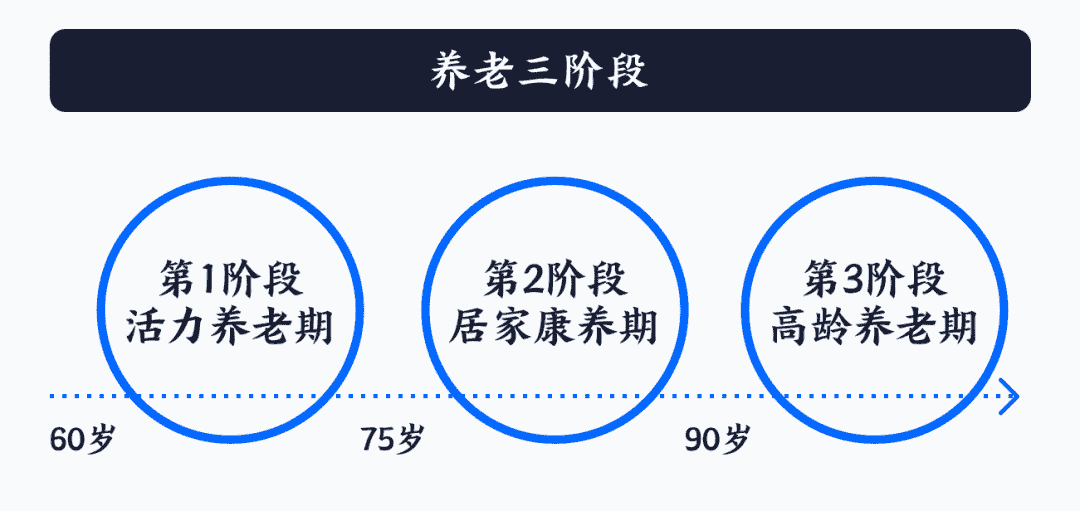 养老三阶段
第1阶段
活力养老期
第2阶段
居家康养期
第3阶段
高龄养老期
60岁
75岁
90岁